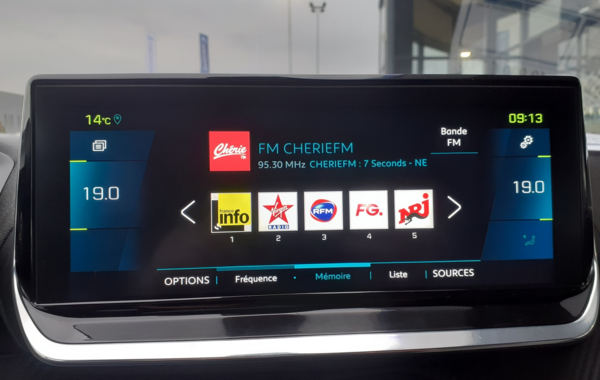 14°C
09:13
Chérie
FM
FM CHERIEFM
Bande
FM
95.30 MHz CHERIEFM : 7 Seconds - NE
19.0
19.0
info
Virgin
RADIO
RFM
FG.
NRJ
1 2 3 4 5
OPTIONS Fréquence Mémoire Liste SOURCES